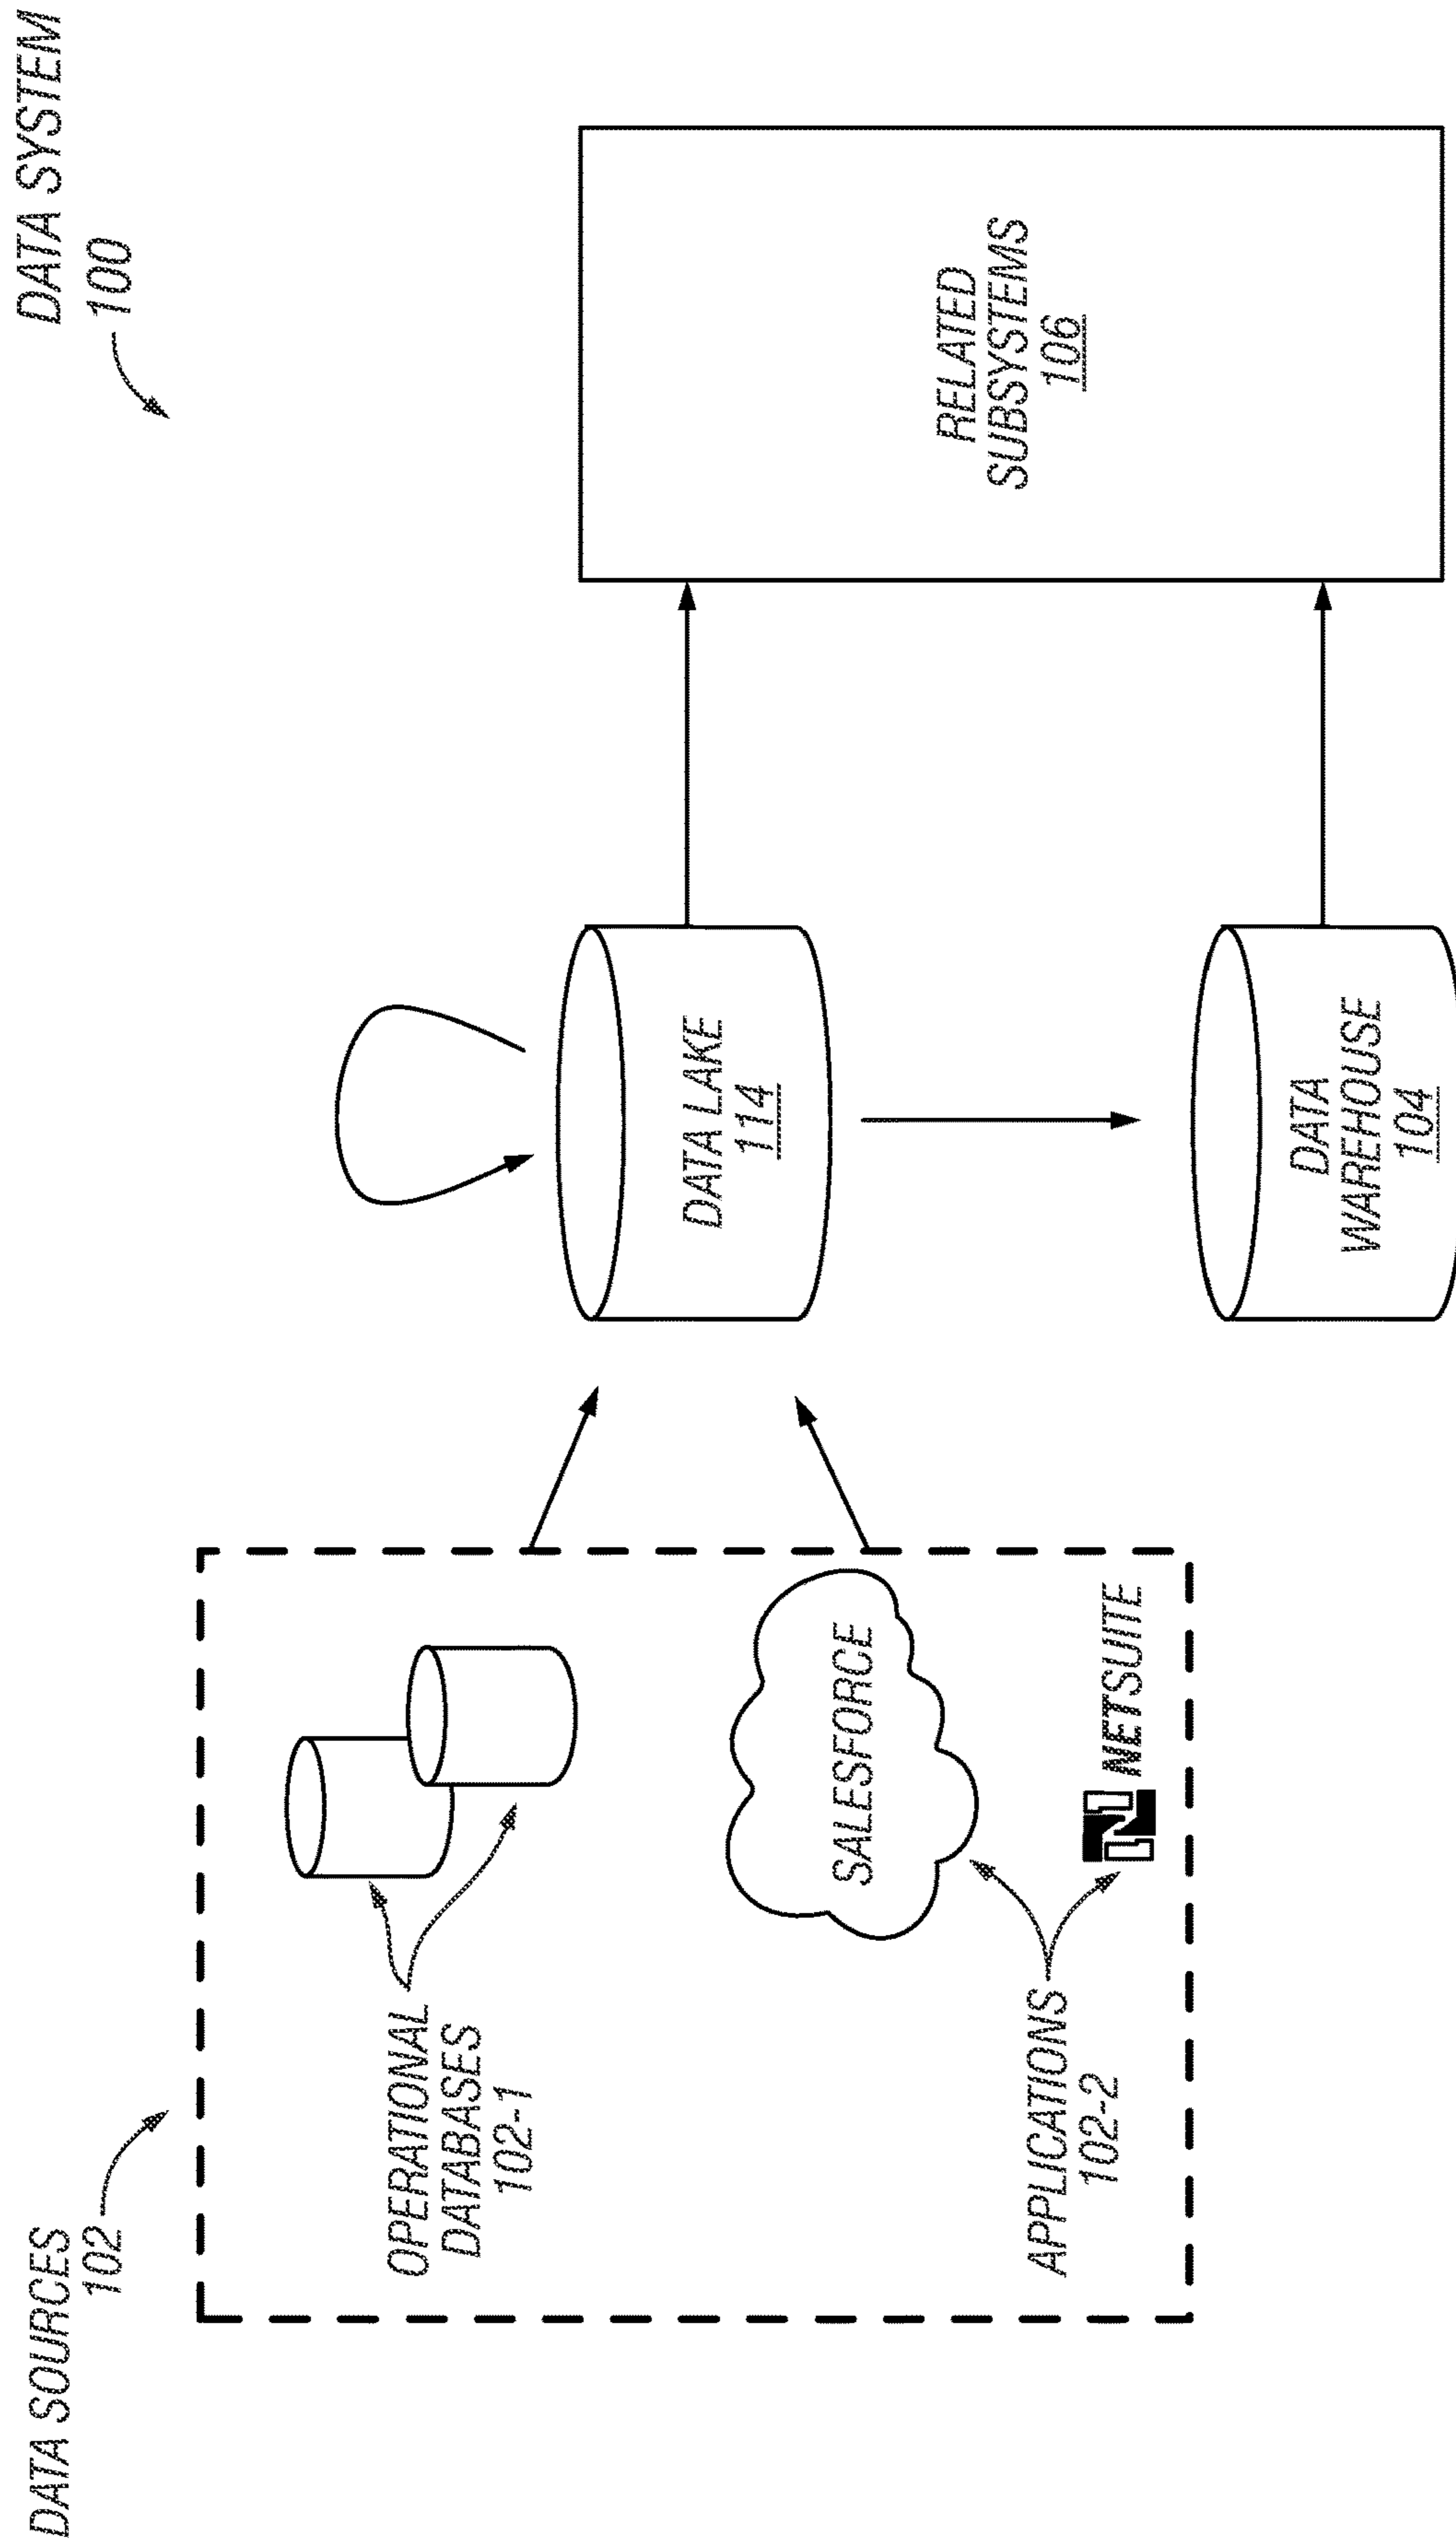 DATA SYSTEM
100
DATA SOURCES
102
OPERATIONAL
DATABASES
102-1
SALESFORCE
APPLICATIONS
102-2
NETSUITE
DATA LAKE
114
DATA
WAREHOUSE
104
RELATED
SUBSYSTEMS
106